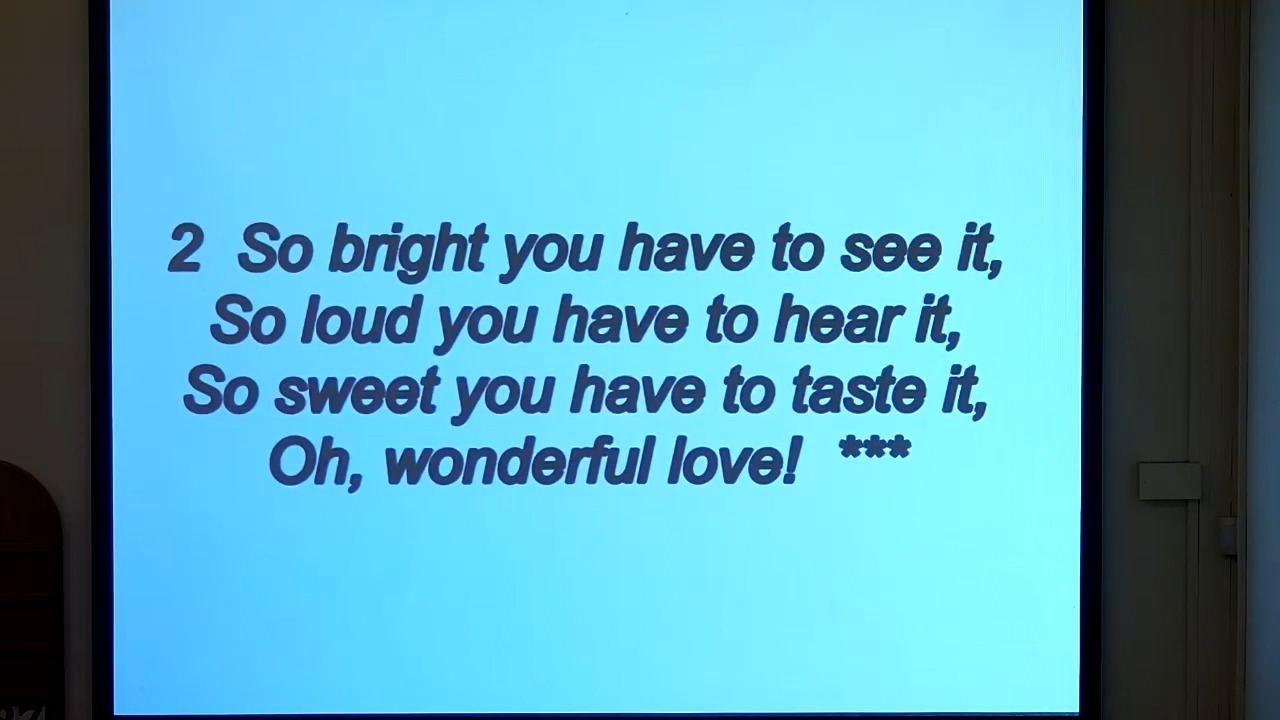 2 So bright you have to see it,
So loud you have to hear it,
So sweet you have to taste it,
Oh, wonderful love! ***